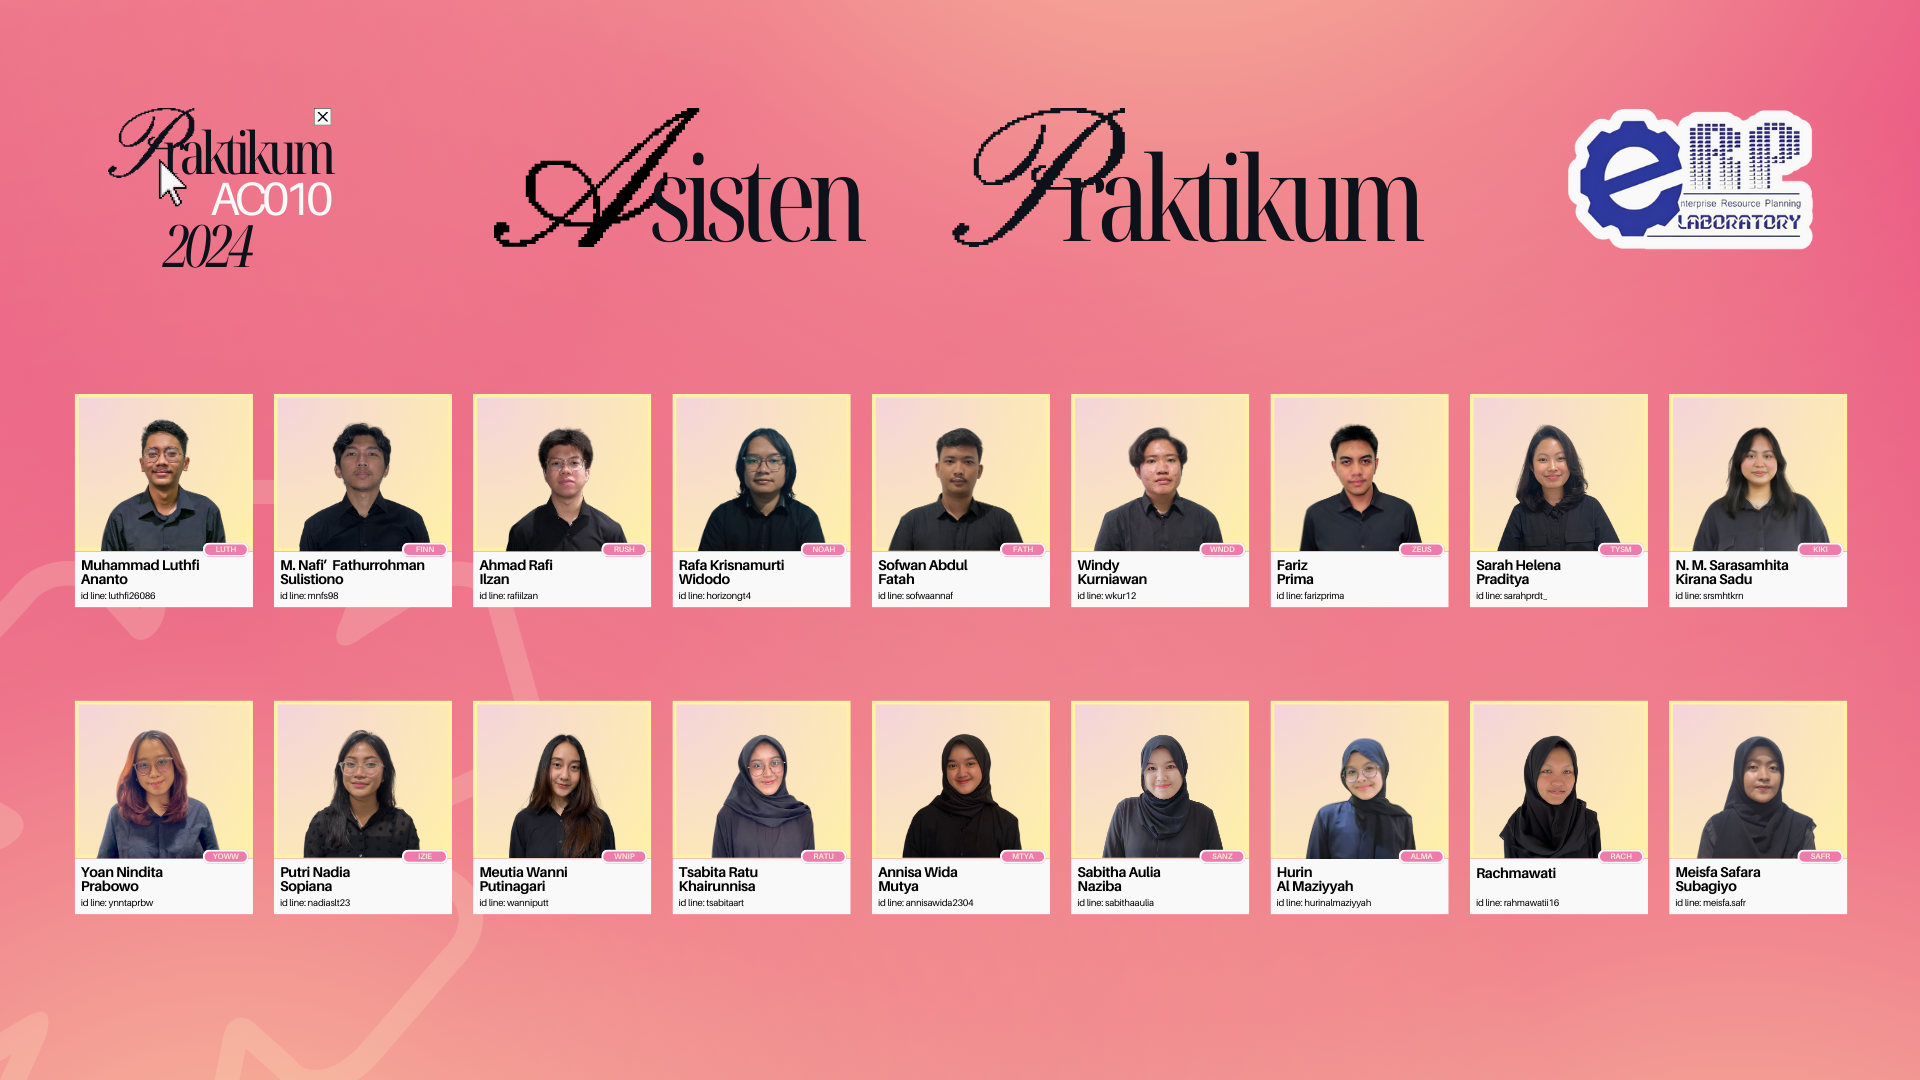 Praktikum
AC010
2024
Asisten Praktikum
eRP
Enterprise Resource Planning
LABORATORY
LUTH
Muhammad Luthfi
Ananto
id line: luthfi26086
FINN
M. Nafi’ Fathurrohman
Sulistiono
id line: mnfs98
RUSH
Ahmad Rafi
Ilzan
id line: rafiilzan
NOAH
Rafa Krisnamurti
Widodo
id line: horizongt4
FATH
Sofwan Abdul
Fatah
id line: sofwaannaf
WNDD
Windy
Kurniawan
id line: wkur12
ZEUS
Fariz
Prima
id line: farizprima
TYSM
Sarah Helena
Praditya
id line: sarahprdt_
KIKI
N. M. Sarasamhita
Kirana Sadu
id line: srsmhtkrn
YOWW
Yoan Nindita
Prabowo
id line: ynntaprbw
IZIE
Putri Nadia
Sopiana
id line: nadiaslt23
WNIP
Meutia Wanni
Putinagari
id line: wanniputt
RATU
Tsabita Ratu
Khairunnisa
id line: tsabitaart
MTYA
Annisa Wida
Mutya
id line: annisawida2304
SANZ
Sabitha Aulia
Naziba
id line: sabithaaulia
ALMA
Hurin
Al Maziyyah
id line: hurinalmaziyyah
RACH
Rachmawati
id line: rahmawatii16
SAFR
Meisfa Safara
Subagiyo
id line: meisfa.safr